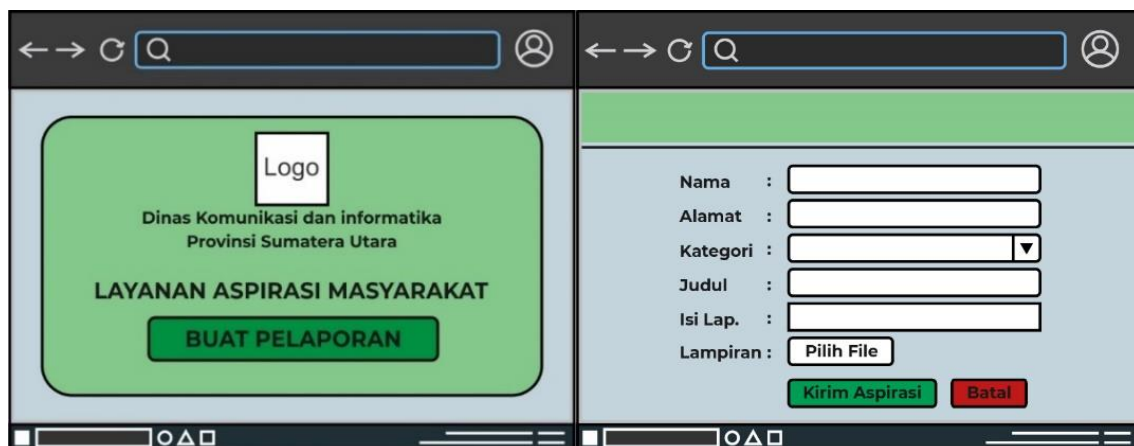 Logo
Dinas Komunikasi dan informatika
Provinsi Sumatera Utara
LAYANAN ASPIRASI MASYARAKAT
BUAT PELAPORAN
Nama :
Alamat :
Kategori :
Judul :
Isi Lap. :
Lampiran : Pilih File
Kirim Aspirasi Batal